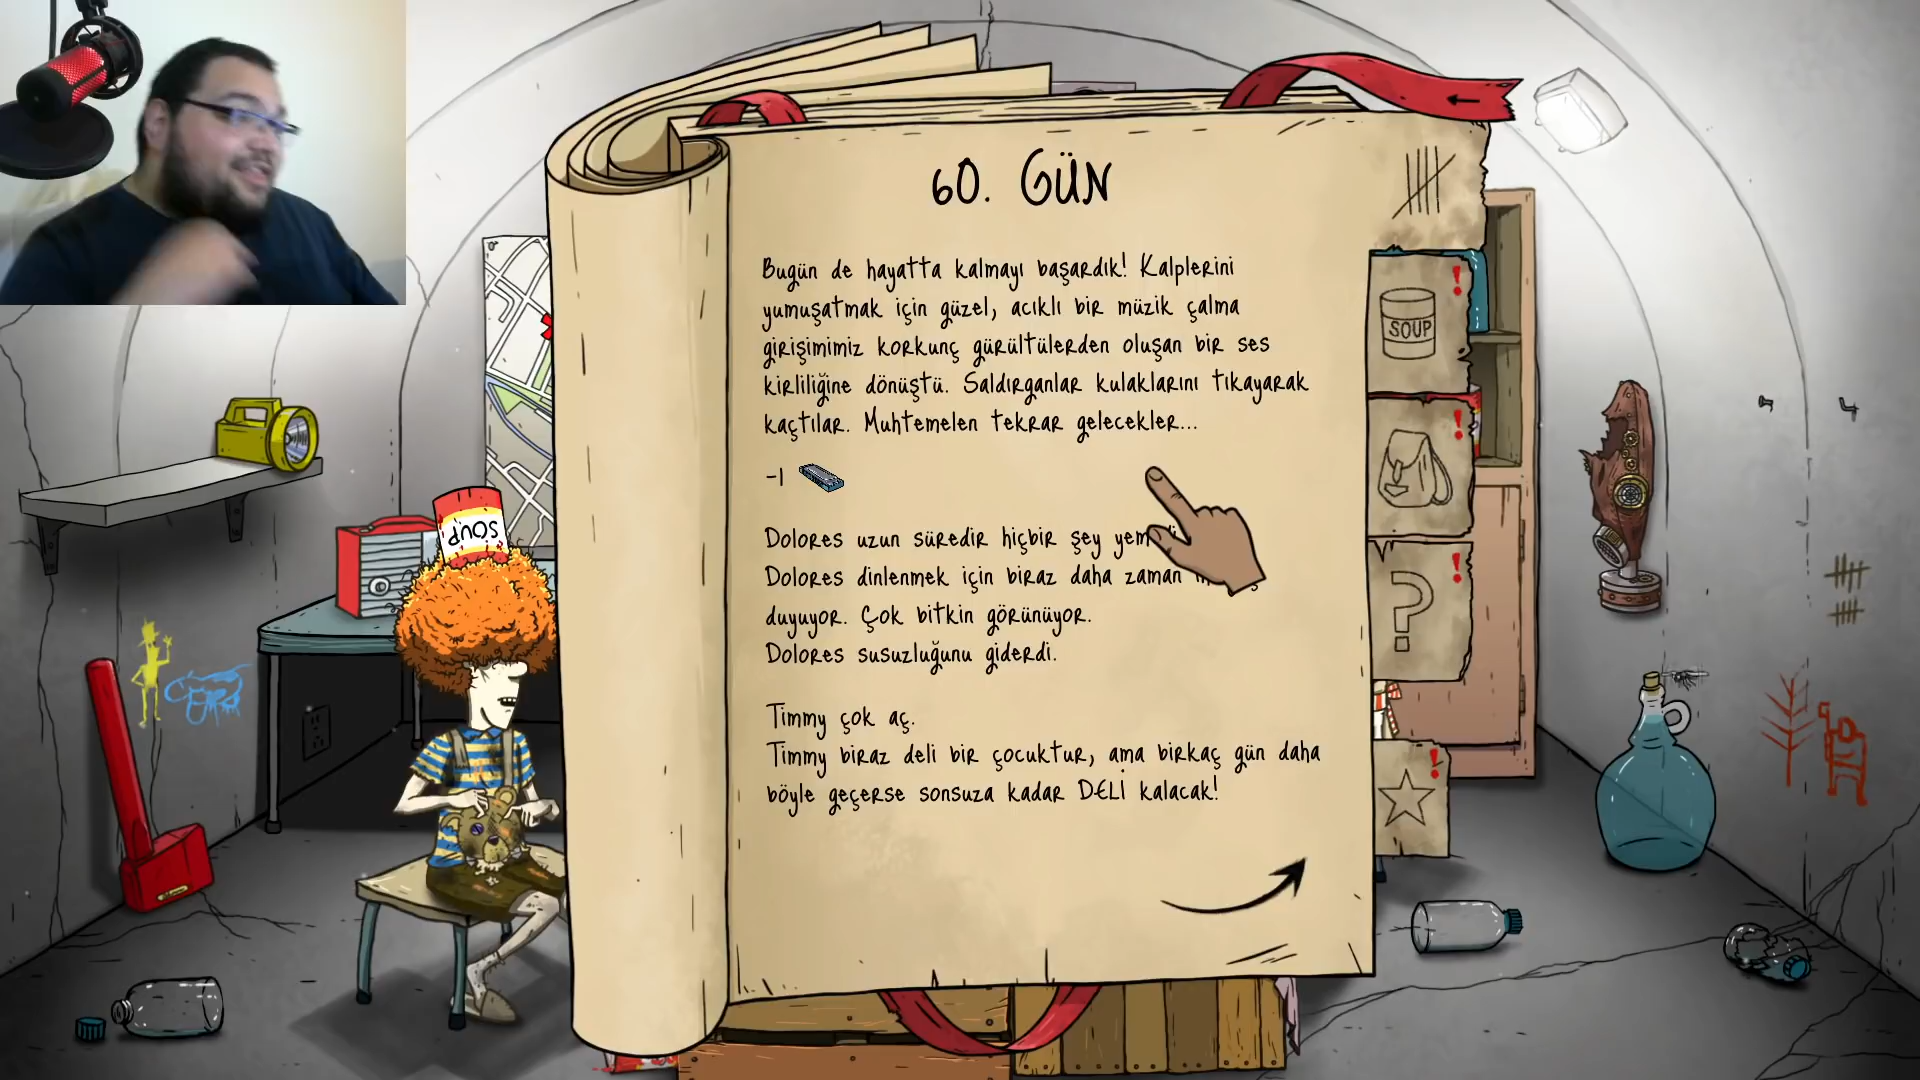 60. GÜN
Bugün de hayatta kalmayı başardık! Kalplerini
yumuşatmak için güzel, acıklı bir müzik çalma
girişimimiz korkunç gürültülerden oluşan bir ses
kirliliğine dönüştü. Saldırganlar kulaklarını tıkayarak
kaçtılar. Muhtemelen tekrar gelecekler...
-1
Dolores uzun süredir hiçbir şey
Dolores dinlenmek için biraz daha zaman
duyuyor. Çok bitkin görünüyor.
Dolores susuzluğunu giderdi.
Timmy çok aç.
Timmy biraz deli bir çocuktur, ama birkaç gün daha
böyle geçerse sonsuza kadar DELİ kalacak!
SOUP
!
!
?
!
!
SOUP